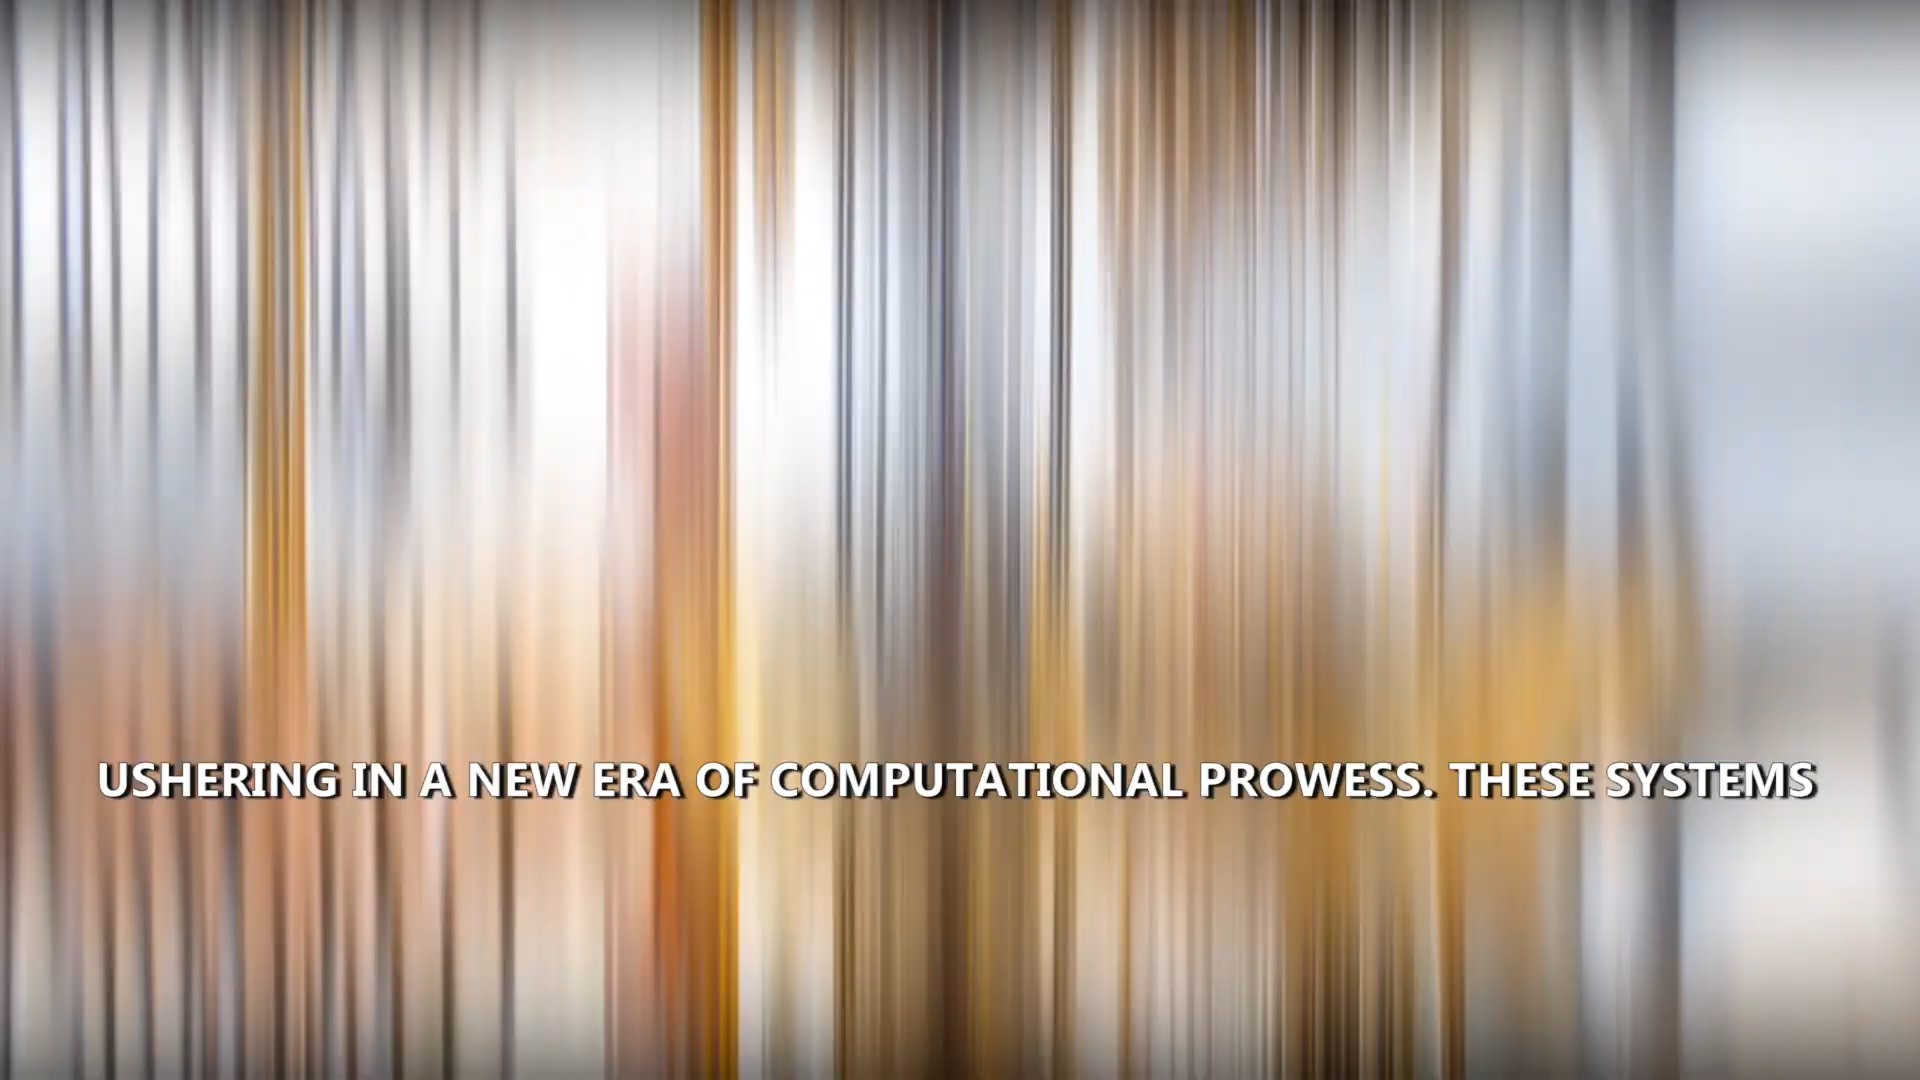 USHERING IN A NEW ERA OF COMPUTATIONAL PROWESS. THESE SYSTEMS